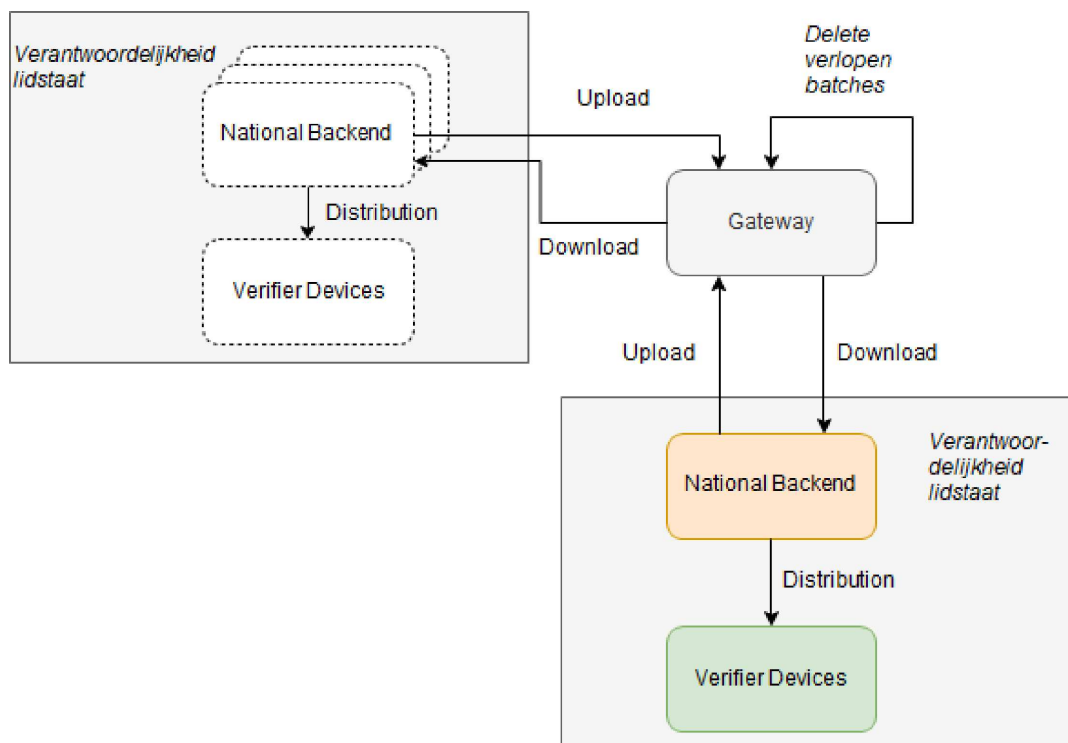 Verantwoordelijkheid
lidstaat
National Backend
Distribution
Verifier Devices
Upload
Download
Delete
verlopen
batches
Gateway
Upload
Download
Verantwoor-
delijkheid
lidstaat
National Backend
Distribution
Verifier Devices